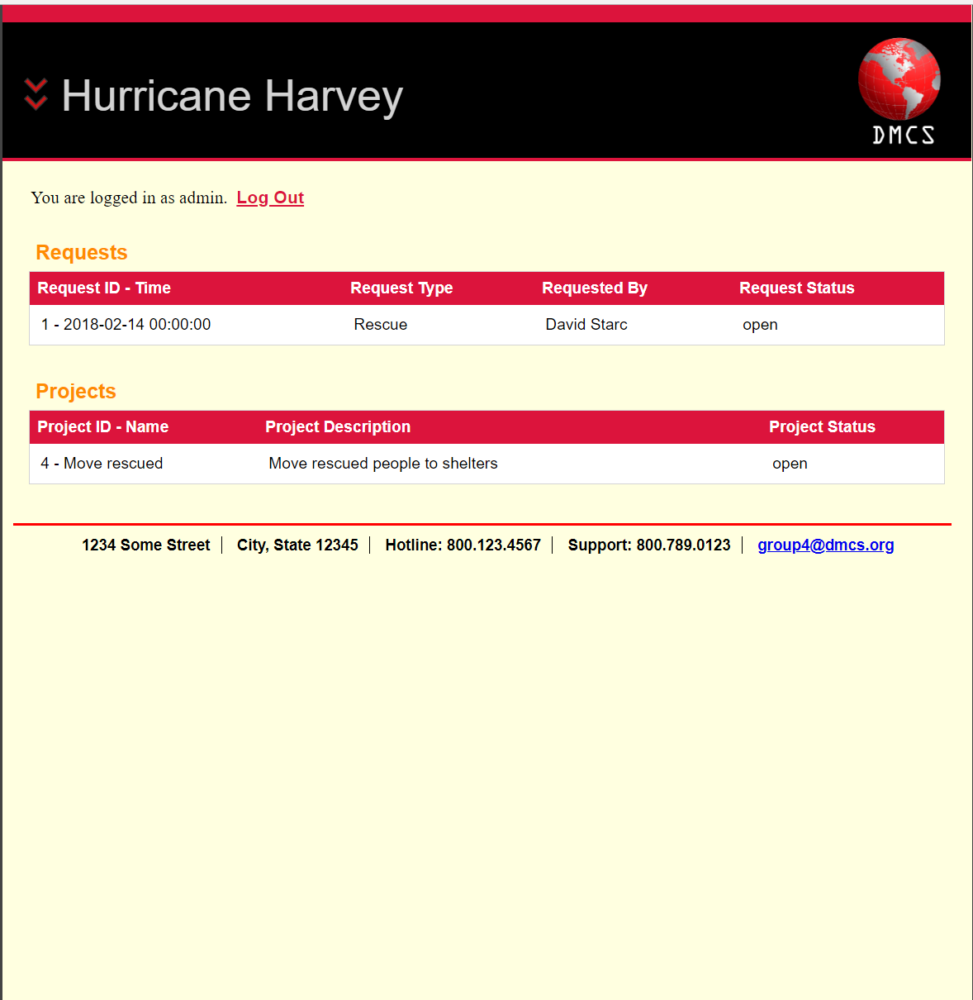 Hurricane Harvey
DMCS
You are logged in as admin. Log Out
Requests
Request ID - Time Request Type Requested By Request Status
1 - 2018-02-14 00:00:00 Rescue David Starc open
Projects
Project ID - Name Project Description Project Status
4 - Move rescued Move rescued people to shelters open
1234 Some Street | City, State 12345 | Hotline: 800.123.4567 | Support: 800.789.0123 | group4@dmcs.org